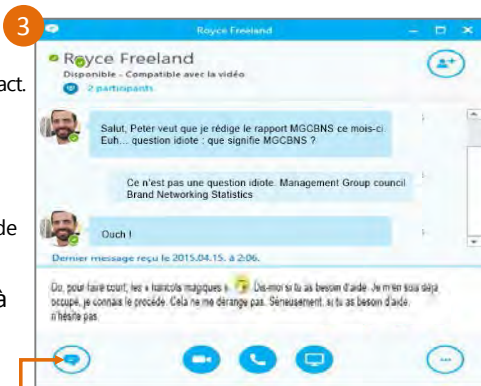 3
Royce Freeland
Royce Freeland
Disponible - Compatible avec la vidéo
2 participants
act.
Salut, Peter veut que je rédige le rapport MGCBNS ce mois-ci.
Euh... question idiote : que signifie MGCBNS ?
Ce n'est pas une question idiote. Management Group council
Brand Networking Statistics
de
Ouch !
Dernier message reçu le 2015.04.15. à 2:06.
à
Ou, pour faire court, les « haricots magiques ». Dis-moi si tu as besoin d'aide. Je m'en suis déjà
occupé, je connais le procédé. Cela ne me dérange pas. Sérieusement, si tu as besoin d'aide,
n'hésite pas.